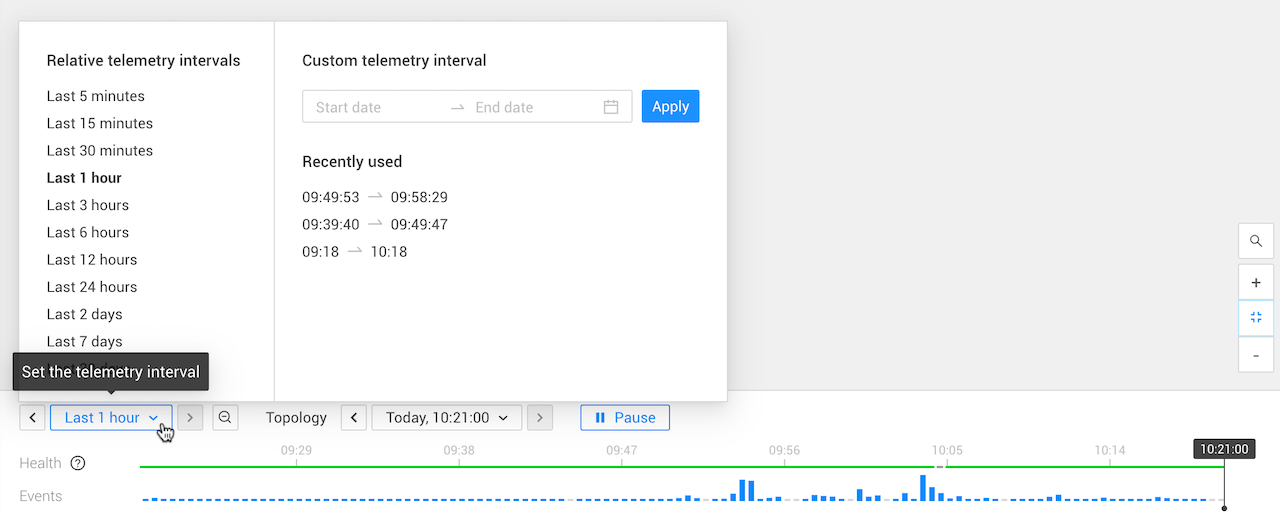 Relative telemetry intervals
Last 5 minutes
Last 15 minutes
Last 30 minutes
Last 1 hour
Last 3 hours
Last 6 hours
Last 12 hours
Last 24 hours
Last 2 days
Last 7 days
Set the telemetry interval
Custom telemetry interval
Start date → End date
Apply
Recently used
09:49:53 → 09:58:29
09:39:40 → 09:49:47
09:18 → 10:18
+
-
Last 1 hour
Topology
Today, 10:21:00
Pause
09:29 09:38 09:47 09:56 10:05 10:14 10:21:00
Health ?
Events